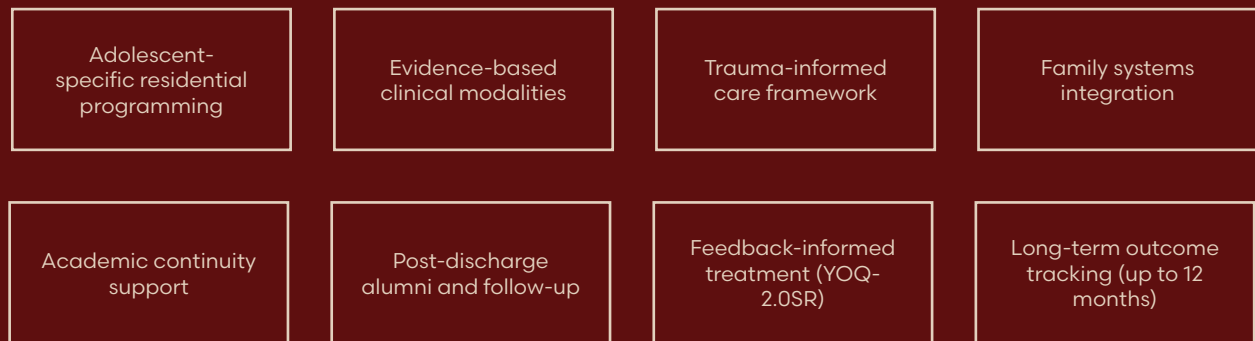 Adolescent-
specific residential
programming
Evidence-based
clinical modalities
Trauma-informed
care framework
Family systems
integration
Academic continuity
support
Post-discharge
alumni and follow-up
Feedback-informed
treatment (YOQ-
2.0SR)
Long-term outcome
tracking (up to 12
months)